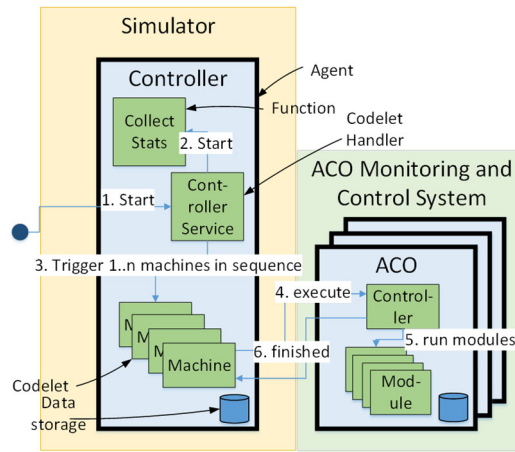 Simulator
Controller
Agent
Function
Collect
Stats
Codelet
Handler
2. Start
ACO Monitoring and
Control System
1. Start
Cont-
roller
Service
ACO
3. Trigger 1..n machines in sequence
4. execute
Control-
ler
M
M
M
Machine
6. finished
5. run modules
Codelet
Data
storage
Mod-
ule